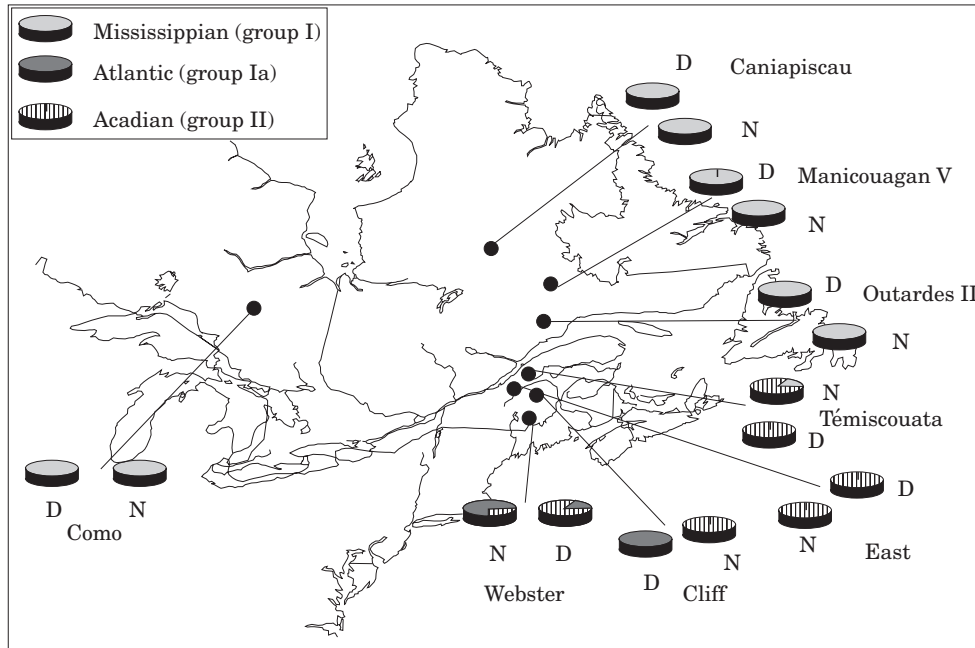 Mississippian (group I)
Atlantic (group Ia)
Acadian (group II)
D Caniapiscau
N
D Manicouagan V
N
D Outardes II
N
N
Témiscouata
D
D
N
East
D N
Como
N D
Webster
D N
Cliff